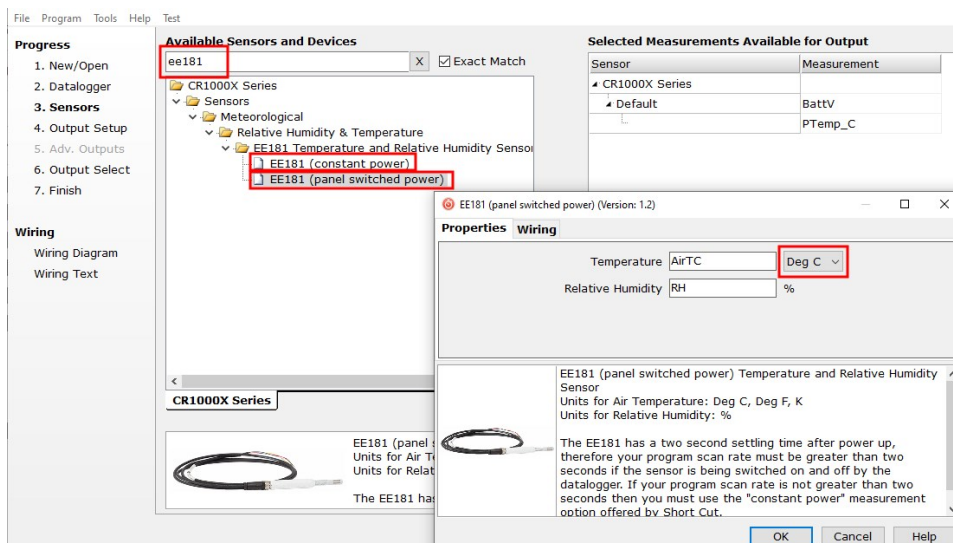 File Program Tools Help Test
Progress
1. New/Open
2. Datalogger
3. Sensors
4. Output Setup
5. Adv. Outputs
6. Output Select
7. Finish
Wiring
Wiring Diagram
Wiring Text
Available Sensors and Devices
ee181 X Exact Match
CR1000X Series
Sensors
Meteorological
Relative Humidity & Temperature
EE181 Temperature and Relative Humidity Senso
EE181 (constant power)
EE181 (panel switched power)
CR1000X Series
EE181 (panel
Units for Air T
Units for Relat
The EE181 ha
Selected Measurements Available for Output
Sensor Measurement
CR1000X Series
Default BattV
PTemp_C
EE181 (panel switched power) (Version: 1.2)
Properties Wiring
Temperature AirTC Deg C
Relative Humidity RH %
EE181 (panel switched power) Temperature and Relative Humidity
Sensor
Units for Air Temperature: Deg C, Deg F, K
Units for Relative Humidity: %
The EE181 has a two second settling time after power up,
therefore your program scan rate must be greater than two
seconds if the sensor is being switched on and off by the
datalogger. If your program scan rate is not greater than two
seconds then you must use the "constant power" measurement
option offered by Short Cut.
OK Cancel Help